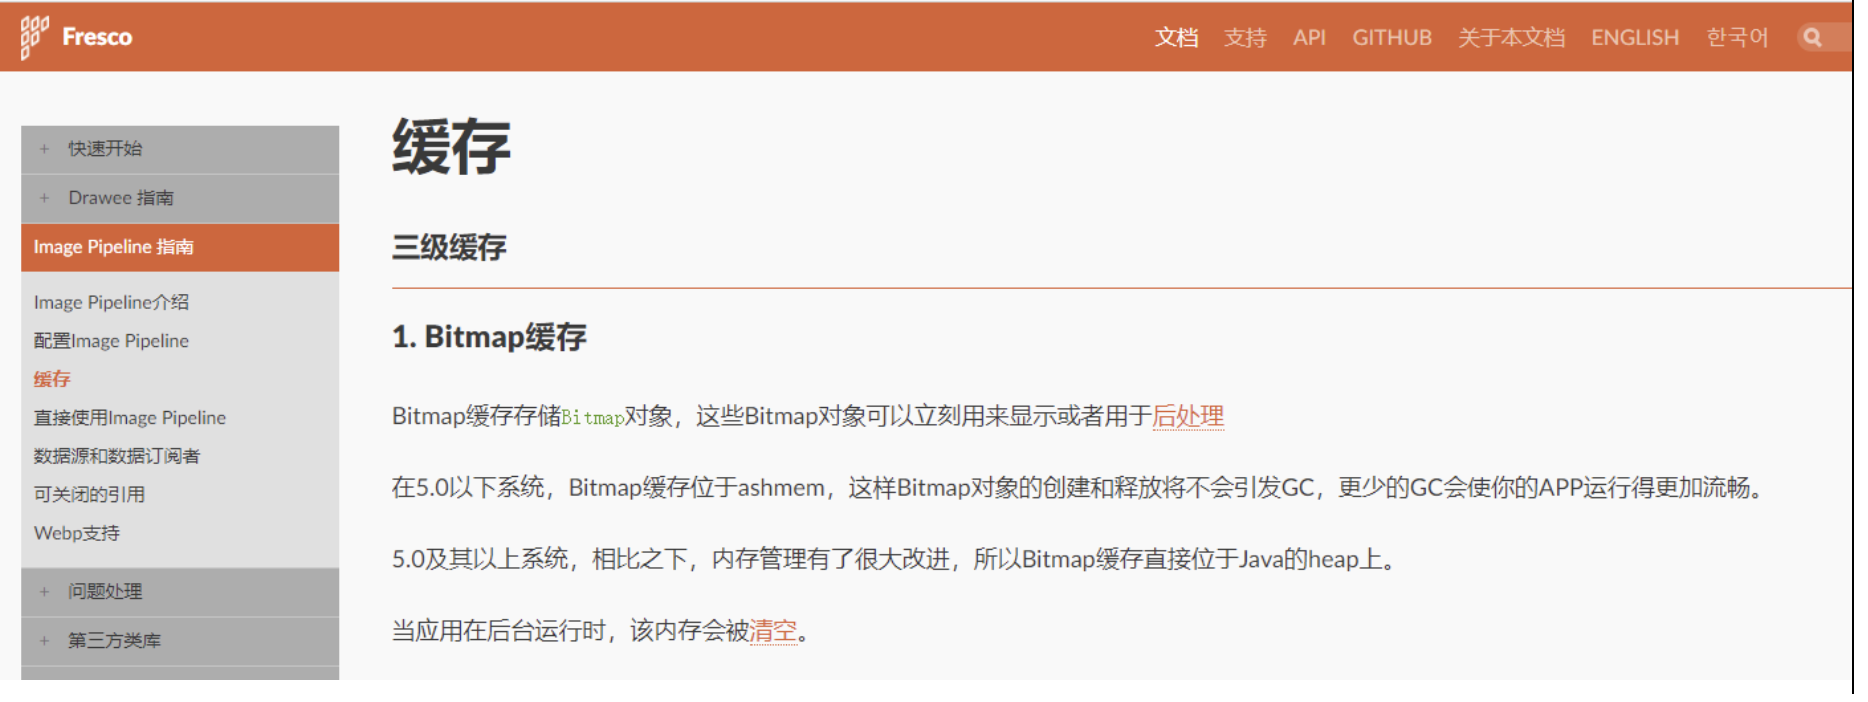 Fresco
文档 支持 API GITHUB 关于本文档 ENGLISH 한국어
+ 快速开始
+ Drawee 指南
Image Pipeline 指南
Image Pipeline介绍
配置Image Pipeline
缓存
直接使用Image Pipeline
数据源和数据订阅者
可关闭的引用
Webp支持
+ 问题处理
+ 第三方类库
缓存
三级缓存
1. Bitmap缓存
Bitmap缓存存储Bitmap对象，这些Bitmap对象可以立刻用来显示或者用于后处理
在5.0以下系统，Bitmap缓存位于ashmem，这样Bitmap对象的创建和释放将不会引发GC，更少的GC会使你的APP运行得更加流畅。
5.0及其以上系统，相比之下，内存管理有了很大改进，所以Bitmap缓存直接位于Java的heap上。
当应用在后台运行时，该内存会被清空。